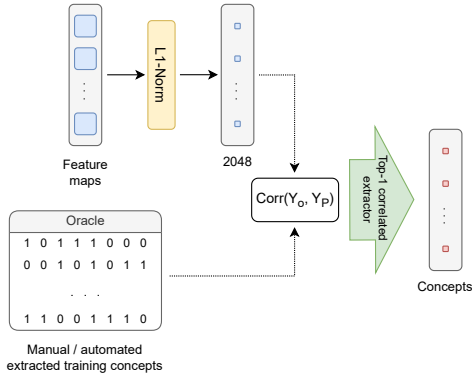 L1-Norm
Feature
maps
2048
Corr(Yo, YP)
Top-1 correlated
extractor
Concepts
Oracle
1 0 1 1 1 0 0 0
0 0 1 0 1 0 1 1
. . .
1 1 0 0 1 1 1 0
Manual / automated
extracted training concepts